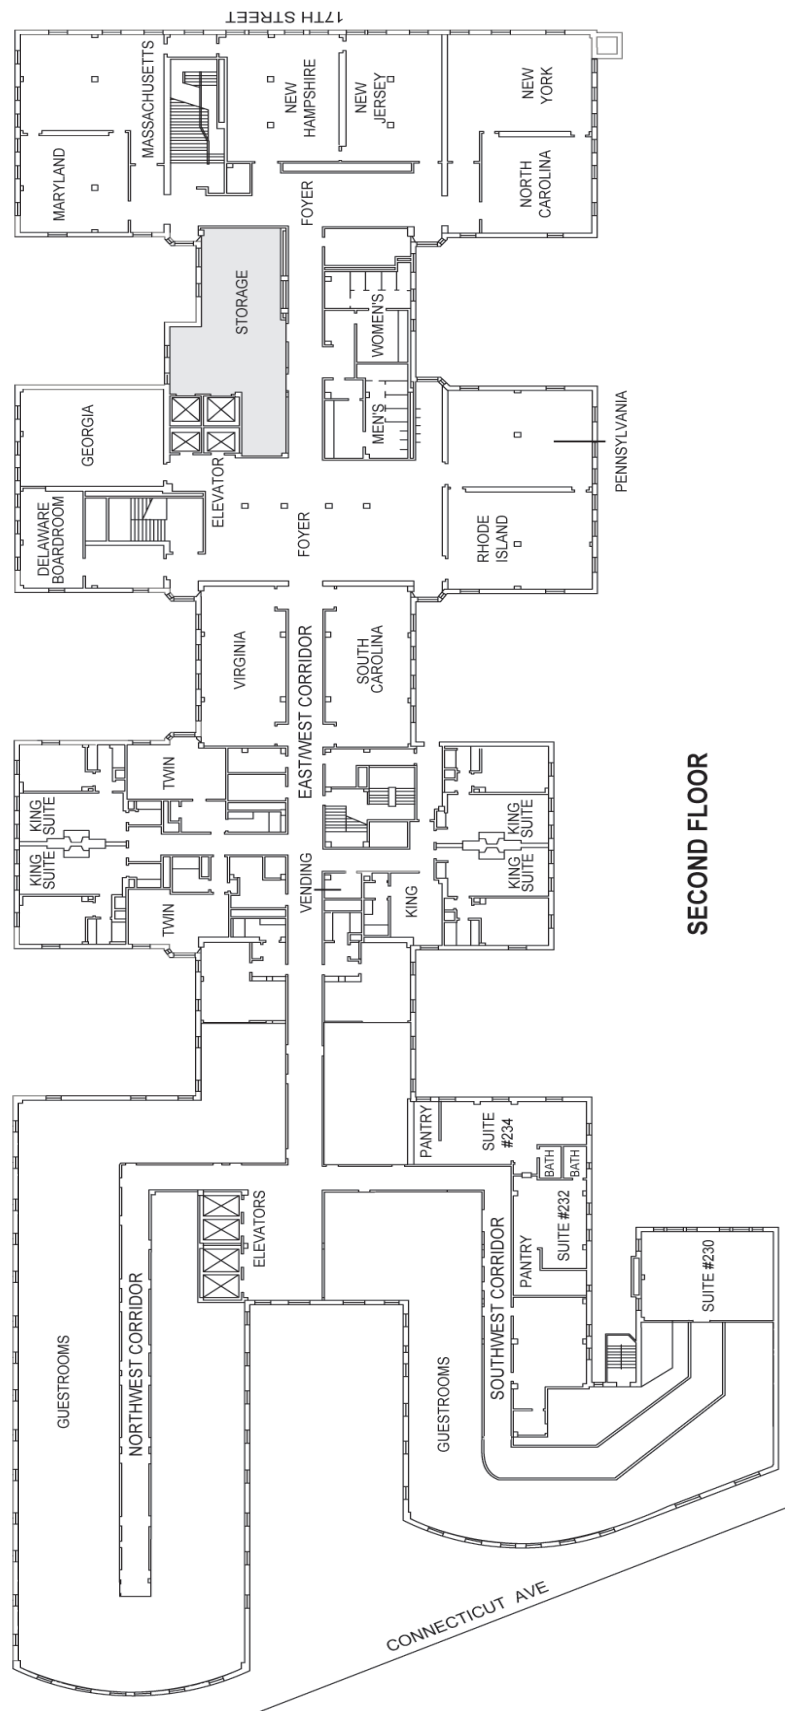 17TH STREET
MASSACHUSETTS
NEW
HAMPSHIRE
NEW
JERSEY
NEW
YORK
MARYLAND
FOYER
NORTH
CAROLINA
STORAGE
WOMEN'S
MEN'S
GEORGIA
ELEVATOR
PENNSYLVANIA
DELAWARE
BOARDROOM
FOYER
RHODE
ISLAND
VIRGINIA
EAST/WEST CORRIDOR
SOUTH
CAROLINA
TWIN
KING
SUITE
KING
SUITE
KING
SUITE
KING
SUITE
SECOND FLOOR
VENDING
TWIN
KING
PANTRY
SUITE
#234
BATH
BATH
ELEVATORS
SUITE #232
PANTRY
SUITE #230
NORTHWEST CORRIDOR
SOUTHWEST CORRIDOR
GUESTROOMS
GUESTROOMS
CONNECTICUT AVE